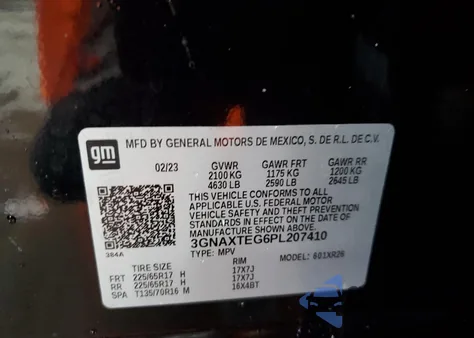 gm
MFD BY GENERAL MOTORS DE MEXICO, S. DE R.L. DE C.V.
02/23 GVWR GAWR FRT GAWR RR
2100 KG 1175 KG 1200 KG
4630 LB 2590 LB 2645 LB
THIS VEHICLE CONFORMS TO ALL
APPLICABLE U.S. FEDERAL MOTOR
VEHICLE SAFETY AND THEFT PREVENTION
STANDARDS IN EFFECT ON THE DATE OF
MANUFACTURE SHOWN ABOVE.
3GNAXTEG6PL207410
384A TYPE: MPV MODEL: 601XR26
TIRE SIZE RIM
FRT 225/65R17 H 17X7J
RR 225/65R17 H 17X7J
SPA T135/70R16 M 16X4BT